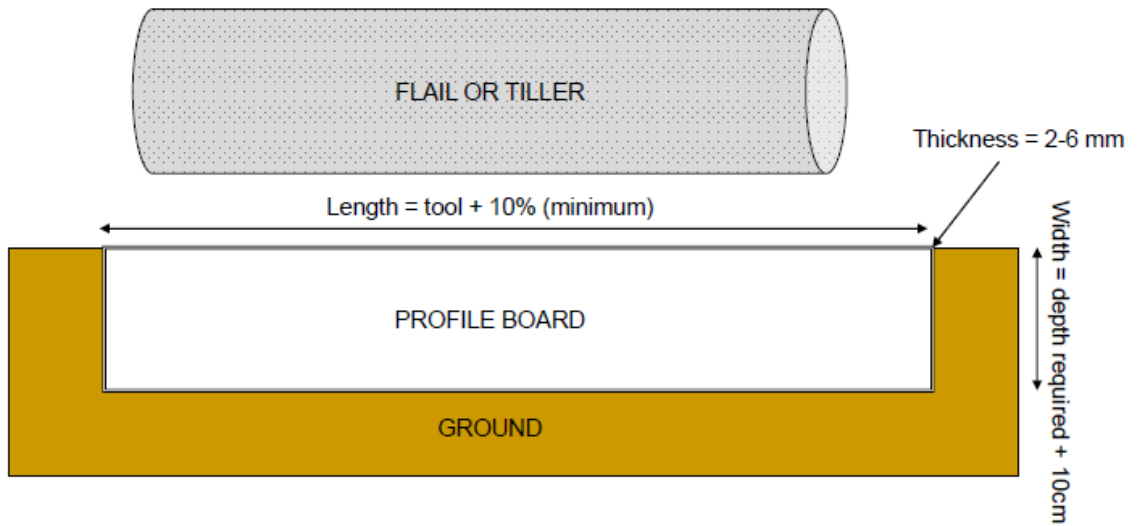 FLAIL OR TILLER
Thickness = 2-6 mm
Length = tool + 10% (minimum)
Width = depth required + 10cm
PROFILE BOARD
GROUND